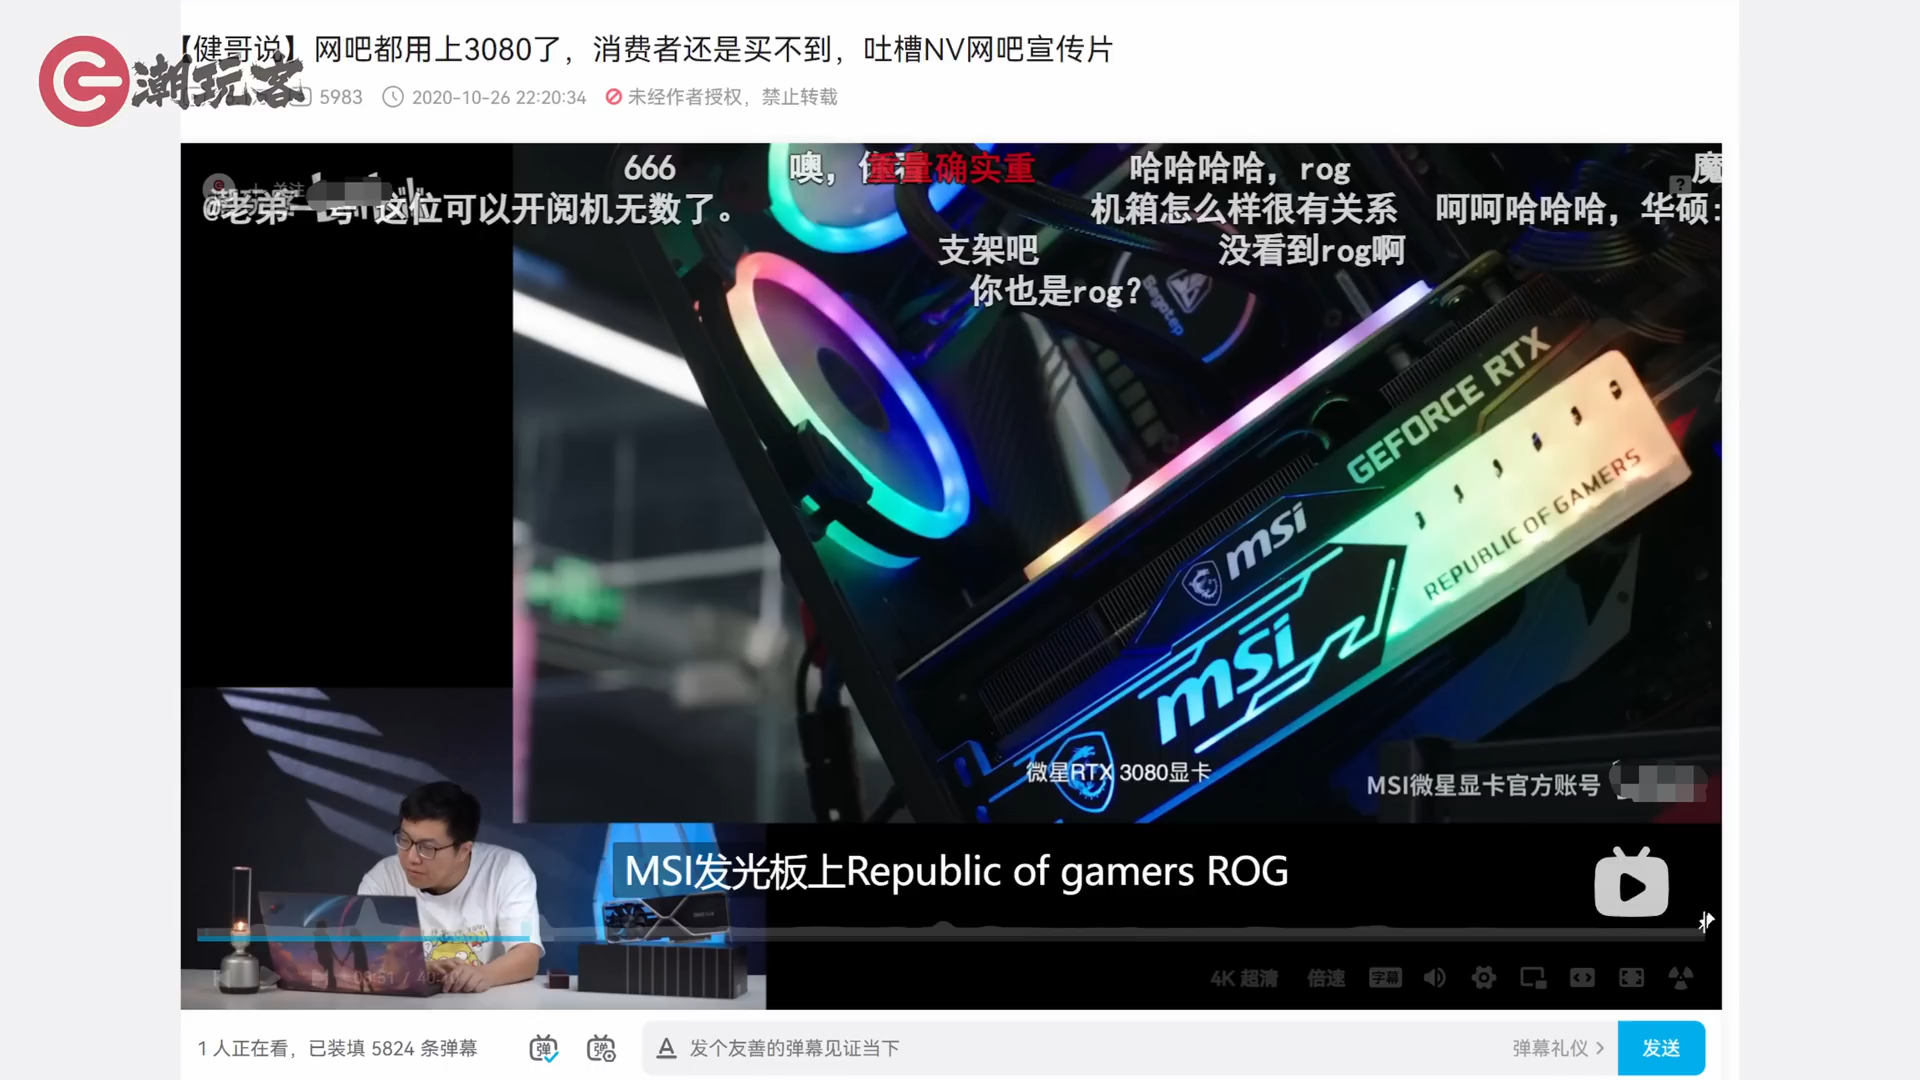 【健哥说】网吧都用上3080了，消费者还是买不到，吐槽NV网吧宣传片
潮玩客
5983 2020-10-26 22:20:34 未经作者授权，禁止转载
666
噢，
重量确实重
哈哈哈哈，rog
魔
@老弟一号 这位可以开阅机无数了。
机箱怎么样很有关系
呵呵哈哈哈，华硕：
支架吧
没看到rog啊
你也是rog？
Segotep
GEFORCE RTX
msi
REPUBLIC OF GAMERS
msi
微星RTX 3080显卡
MSI微星显卡官方账号
MSI发光板上Republic of gamers ROG
4K 超清 倍速 字幕
1 人正在看，已装填 5824 条弹幕
弹 弹
A 发个友善的弹幕见证当下
弹幕礼仪 >
发送